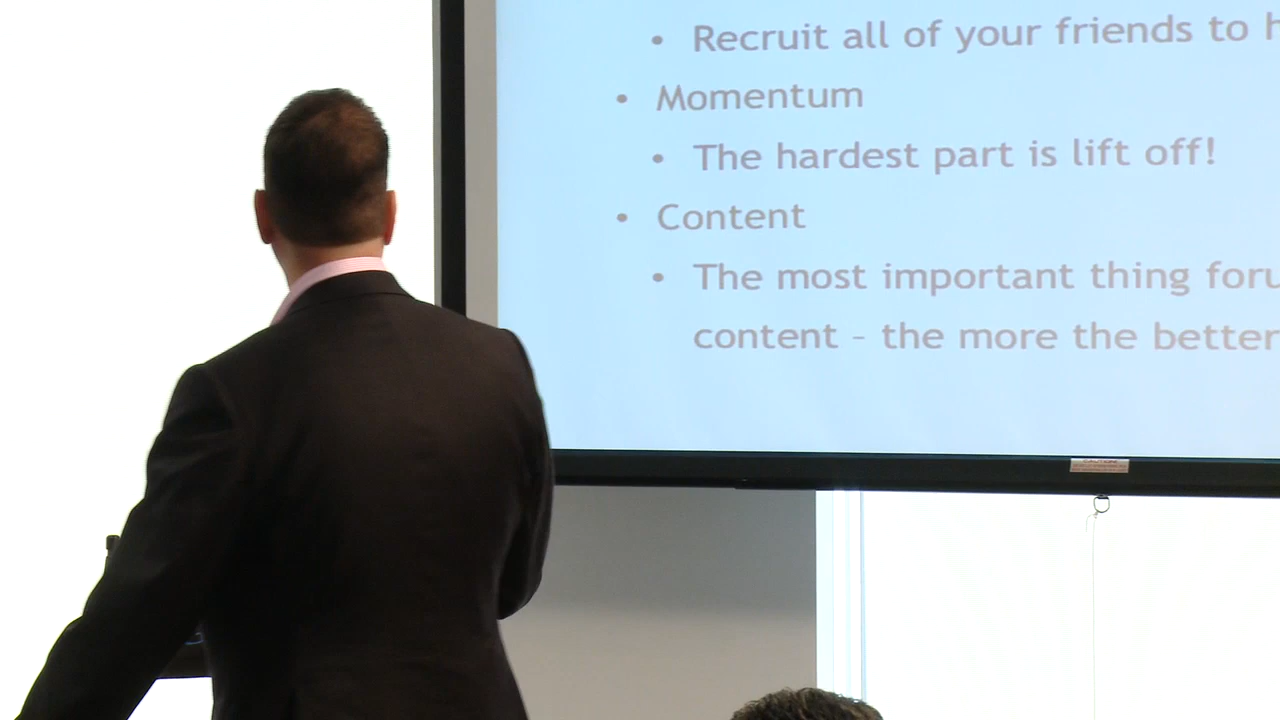 • Recruit all of your friends to
• Momentum
• The hardest part is lift off!
• Content
• The most important thing
content – the more the better
CAUTION!